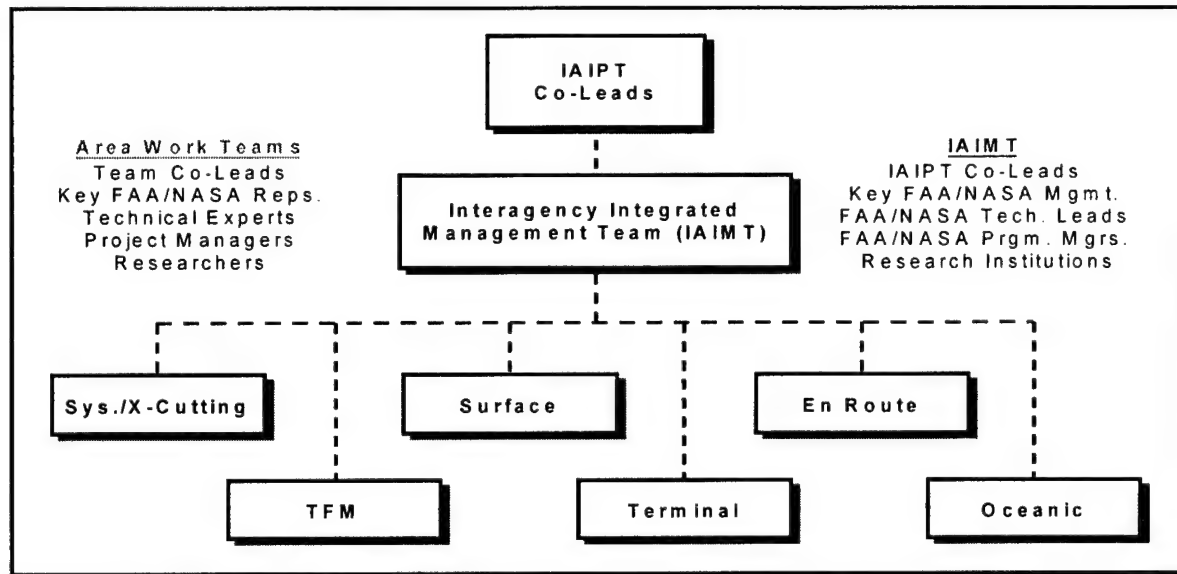 IAIPT
Co-Leads
Area Work Teams
Team Co-Leads
Key FAA/NASA Reps.
Technical Experts
Project Managers
Researchers
Interagency Integrated
Management Team (IAIMT)
IAIMT
IAIPT Co-Leads
Key FAA/NASA Mgmt.
FAA/NASA Tech. Leads
FAA/NASA Prgm. Mgrs.
Research Institutions
Sys./X-Cutting
Surface
En Route
TFM
Terminal
Oceanic